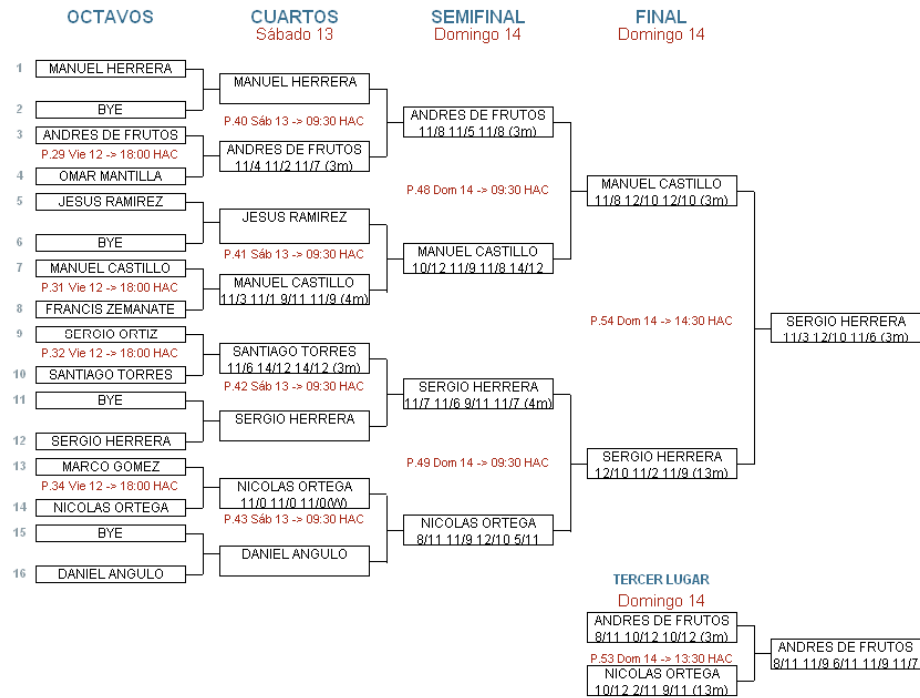 OCTAVOS
CUARTOS
Sábado 13
SEMIFINAL
Domingo 14
FINAL
Domingo 14
1 MANUEL HERRERA
2 BYE
3 ANDRES DE FRUTOS
P.29 Vie 12 -> 18:00 HAC
4 OMAR MANTILLA
5 JESUS RAMIREZ
6 BYE
7 MANUEL CASTILLO
P.31 Vie 12 -> 18:00 HAC
8 FRANCIS ZEMANATE
9 SERGIO ORTIZ
P.32 Vie 12 -> 18:00 HAC
10 SANTIAGO TORRES
11 BYE
12 SERGIO HERRERA
13 MARCO GOMEZ
P.34 Vie 12 -> 18:00 HAC
14 NICOLAS ORTEGA
15 BYE
16 DANIEL ANGULO
MANUEL HERRERA
P.40 Sáb 13 -> 09:30 HAC
ANDRES DE FRUTOS
11/4 11/2 11/7 (3m)
JESUS RAMIREZ
P.41 Sáb 13 -> 09:30 HAC
MANUEL CASTILLO
11/3 11/1 9/11 11/9 (4m)
SANTIAGO TORRES
11/6 14/12 14/12 (3m)
P.42 Sáb 13 -> 09:30 HAC
SERGIO HERRERA
NICOLAS ORTEGA
11/0 11/0 11/0(W)
P.43 Sáb 13 -> 09:30 HAC
DANIEL ANGULO
ANDRES DE FRUTOS
11/8 11/5 11/8 (3m)
P.48 Dom 14 -> 09:30 HAC
MANUEL CASTILLO
10/12 11/9 11/8 14/12
SERGIO HERRERA
11/7 11/6 9/11 11/7 (4m)
P.49 Dom 14 -> 09:30 HAC
NICOLAS ORTEGA
8/11 11/9 12/10 5/11
MANUEL CASTILLO
11/8 12/10 12/10 (3m)
P.54 Dom 14 -> 14:30 HAC
SERGIO HERRERA
12/10 11/2 11/9 (13m)
SERGIO HERRERA
11/3 12/10 11/6 (3m)
TERCER LUGAR
Domingo 14
ANDRES DE FRUTOS
8/11 10/12 10/12 (3m)
P.53 Dom 14 -> 13:30 HAC
NICOLAS ORTEGA
10/12 2/11 9/11 (13m)
ANDRES DE FRUTOS
8/11 11/9 6/11 11/9 11/7